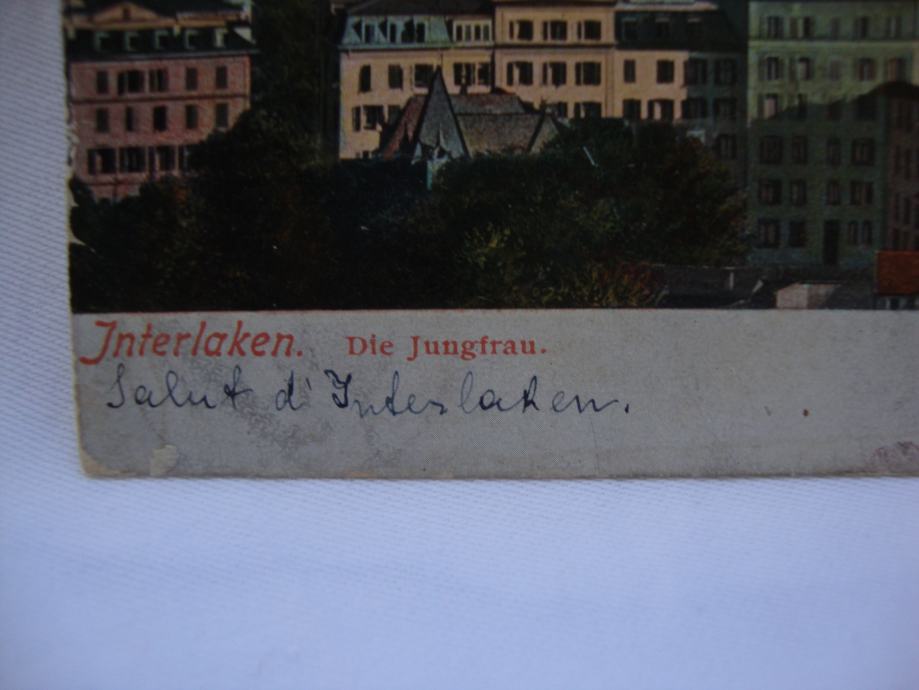 Interlaken. Die Jungfrau.
Salut d'Interlaken.